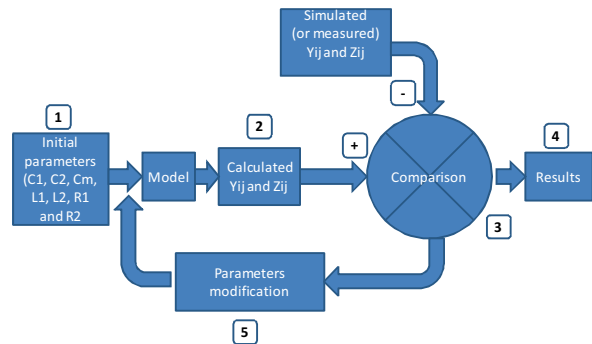 Simulated
(or measured)
Yij and Zij
-
1
2
+
4
Initial
parameters
(C1, C2, Cm,
L1, L2, R1
and R2
Model
Calculated
Yij and Zij
Comparison
Results
3
Parameters
modification
5